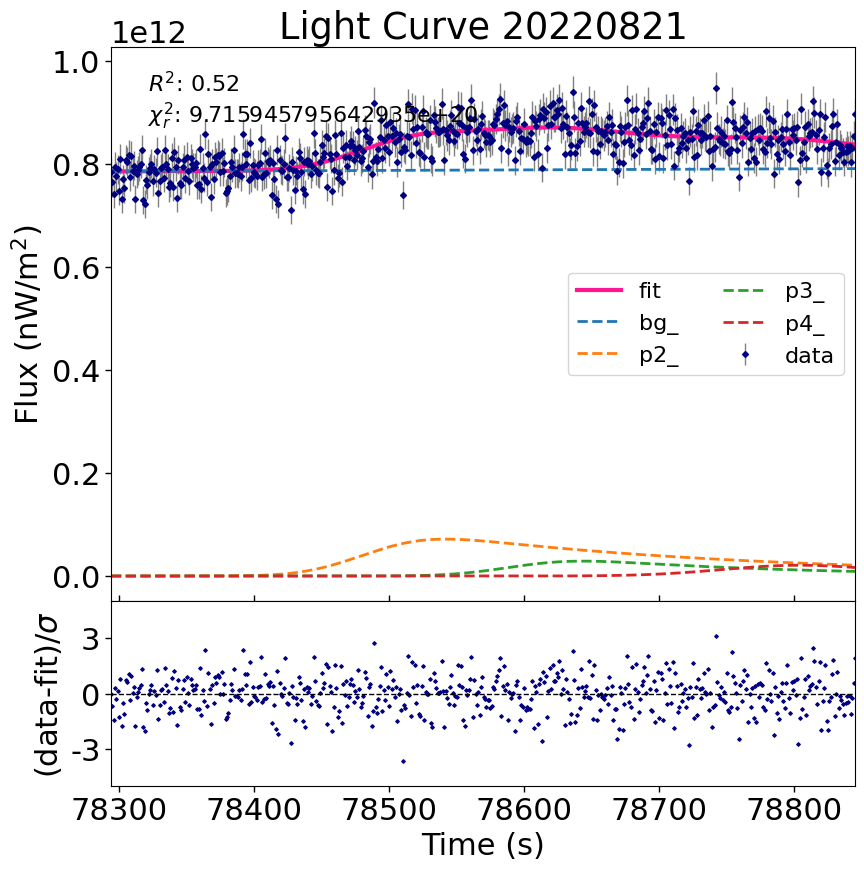 Light Curve 20220821
1e12
R²: 0.52
χ²ᵣ: 9.715945795642935e+20
1.0
0.8
0.6
0.4
0.2
0.0
Flux (nW/m²)
fit
bg_
p2_
p3_
p4_
data
3
0
-3
(data-fit)/σ
78300 78400 78500 78600 78700 78800
Time (s)